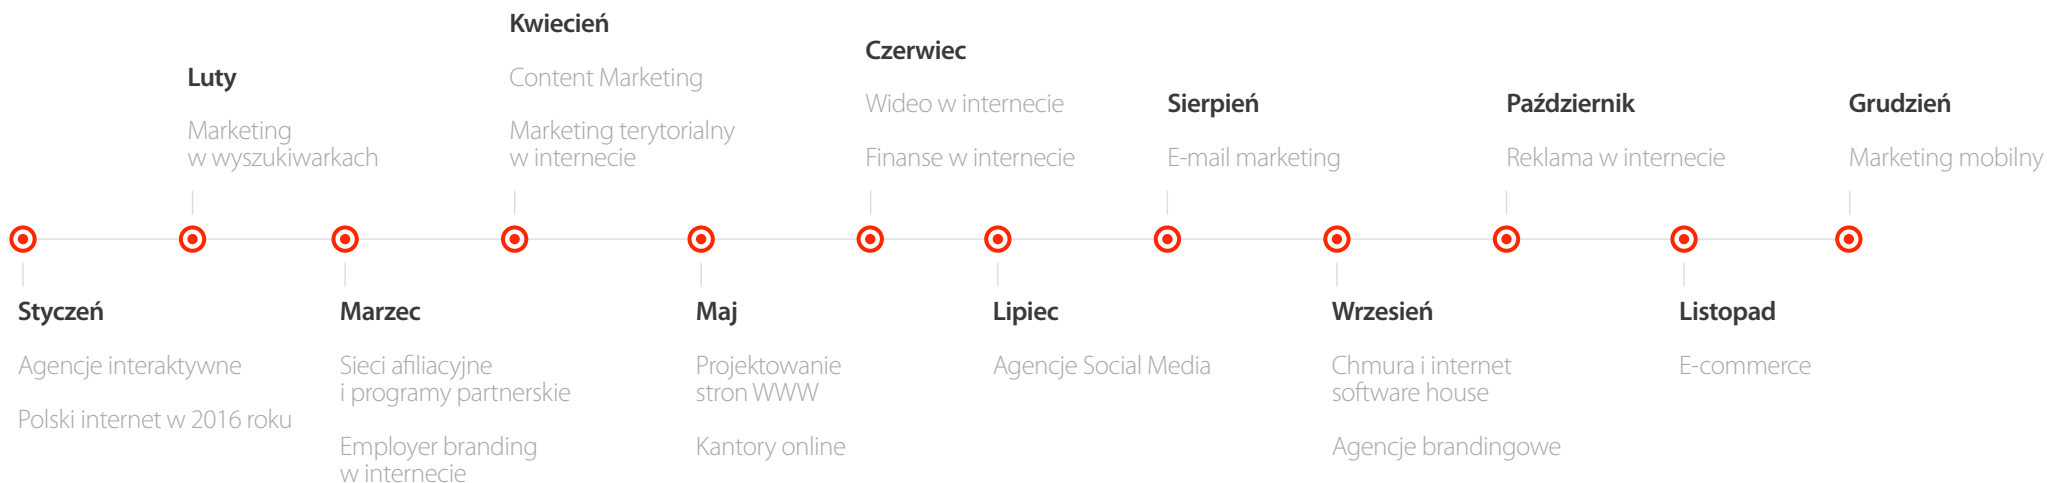 Styczeń
Agencje interaktywne
Polski internet w 2016 roku
Luty
Marketing
w wyszukiwarkach
Marzec
Sieci afiliacyjne
i programy partnerskie
Employer branding
w internecie
Kwiecień
Content Marketing
Marketing terytorialny
w internecie
Maj
Projektowanie
stron WWW
Kantory online
Czerwiec
Wideo w internecie
Finanse w internecie
Lipiec
Agencje Social Media
Sierpień
E-mail marketing
Wrzesień
Chmura i internet
software house
Agencje brandingowe
Październik
Reklama w internecie
Listopad
E-commerce
Grudzień
Marketing mobilny